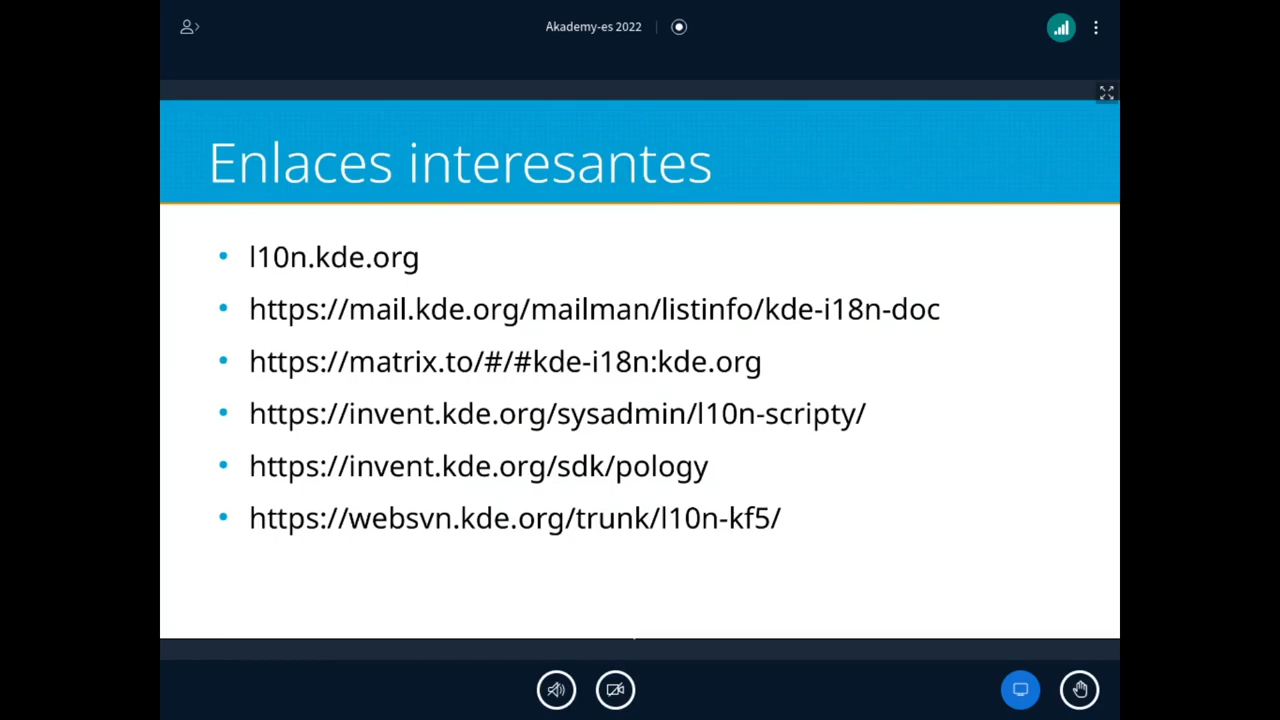 Akademy-es 2022
Enlaces interesantes
l10n.kde.org
https://mail.kde.org/mailman/listinfo/kde-i18n-doc
https://matrix.to/#/#kde-i18n:kde.org
https://invent.kde.org/sysadmin/l10n-scripty/
https://invent.kde.org/sdk/pology
https://websvn.kde.org/trunk/l10n-kf5/